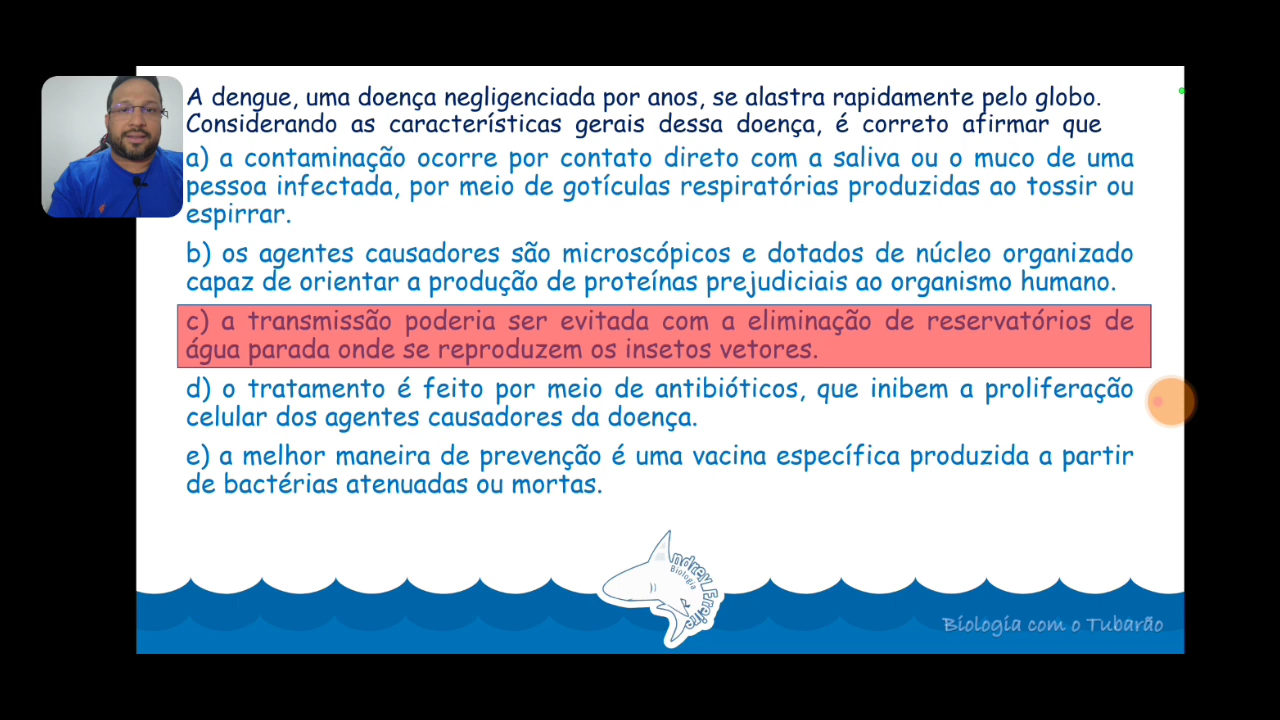 A dengue, uma doença negligenciada por anos, se alastra rapidamente pelo globo.
Considerando as características gerais dessa doença, é correto afirmar que
a) a contaminação ocorre por contato direto com a saliva ou o muco de uma
pessoa infectada, por meio de gotículas respiratórias produzidas ao tossir ou
espirrar.
b) os agentes causadores são microscópicos e dotados de núcleo organizado
capaz de orientar a produção de proteínas prejudiciais ao organismo humano.
c) a transmissão poderia ser evitada com a eliminação de reservatórios de
água parada onde se reproduzem os insetos vetores.
d) o tratamento é feito por meio de antibióticos, que inibem a proliferação
celular dos agentes causadores da doença.
e) a melhor maneira de prevenção é uma vacina específica produzida a partir
de bactérias atenuadas ou mortas.
Biologia
Biologia com o Tubarão